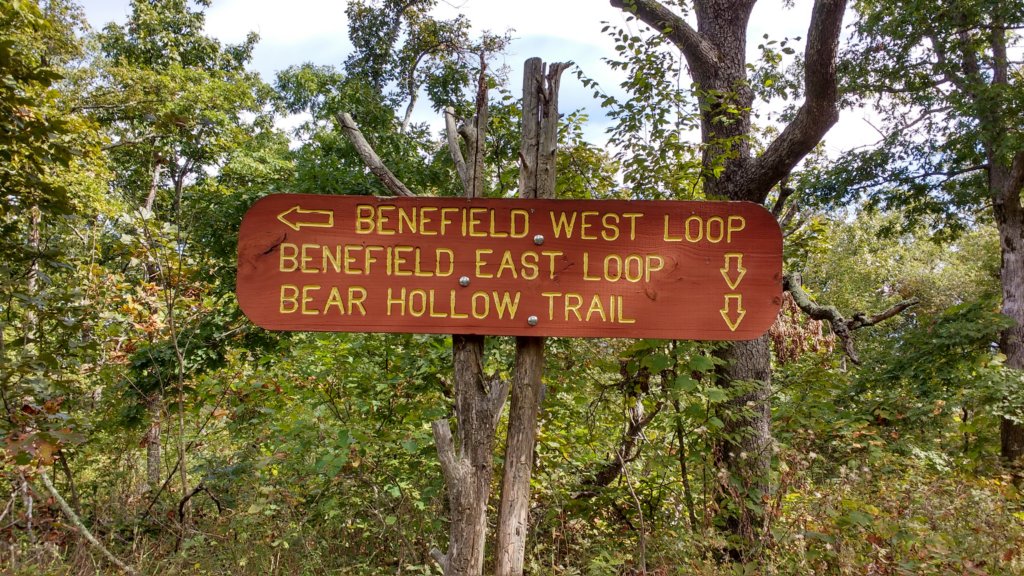 BENEFIELD WEST LOOP
BENEFIELD EAST LOOP
BEAR HOLLOW TRAIL